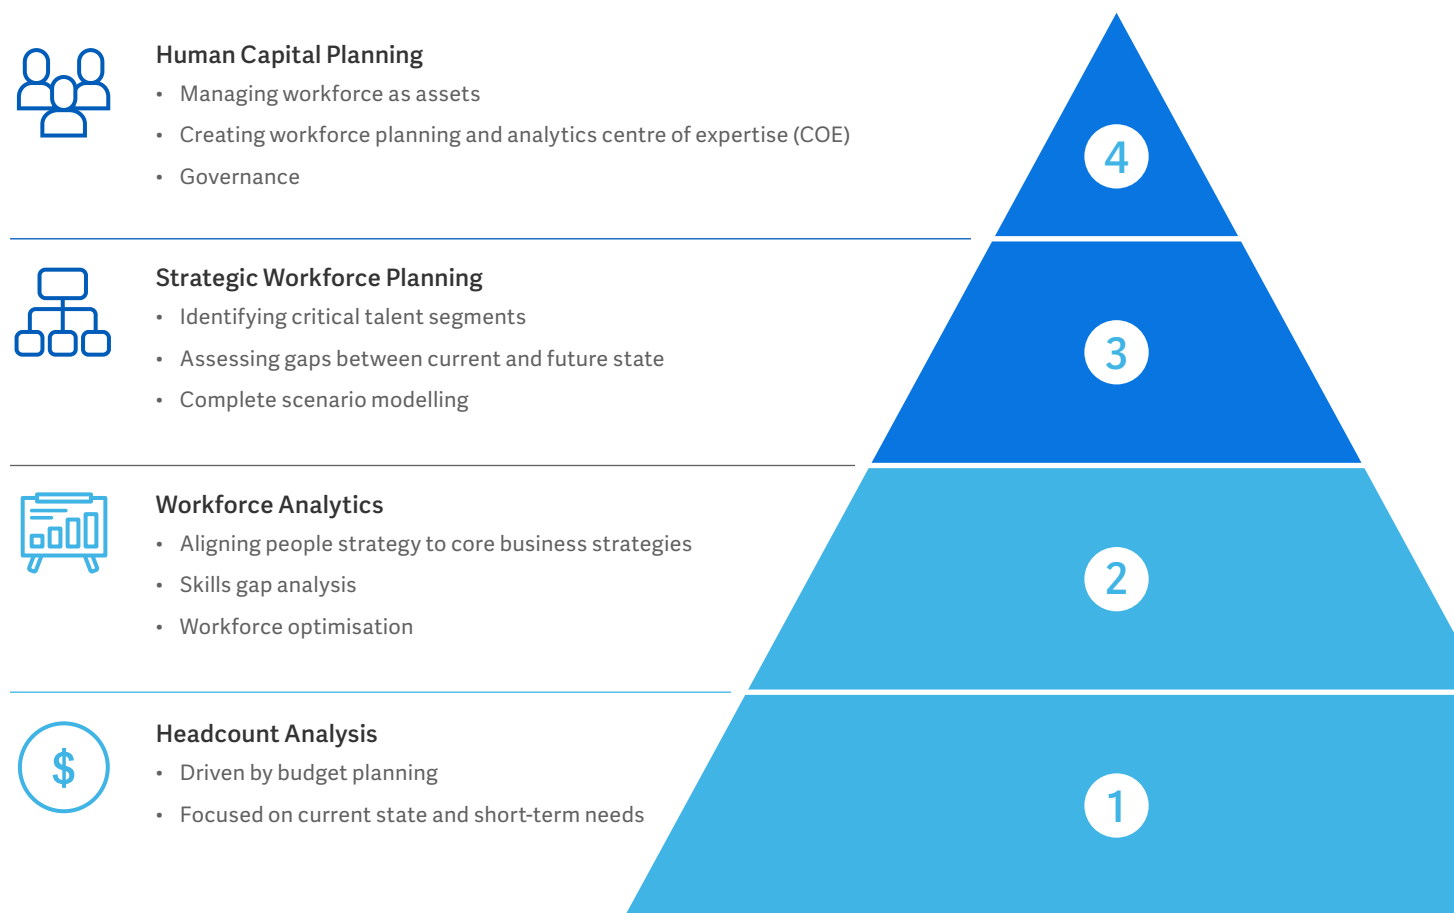 Human Capital Planning
• Managing workforce as assets
• Creating workforce planning and analytics centre of expertise (COE)
• Governance
4
Strategic Workforce Planning
• Identifying critical talent segments
• Assessing gaps between current and future state
• Complete scenario modelling
3
Workforce Analytics
• Aligning people strategy to core business strategies
• Skills gap analysis
• Workforce optimisation
2
$
Headcount Analysis
• Driven by budget planning
• Focused on current state and short-term needs
1